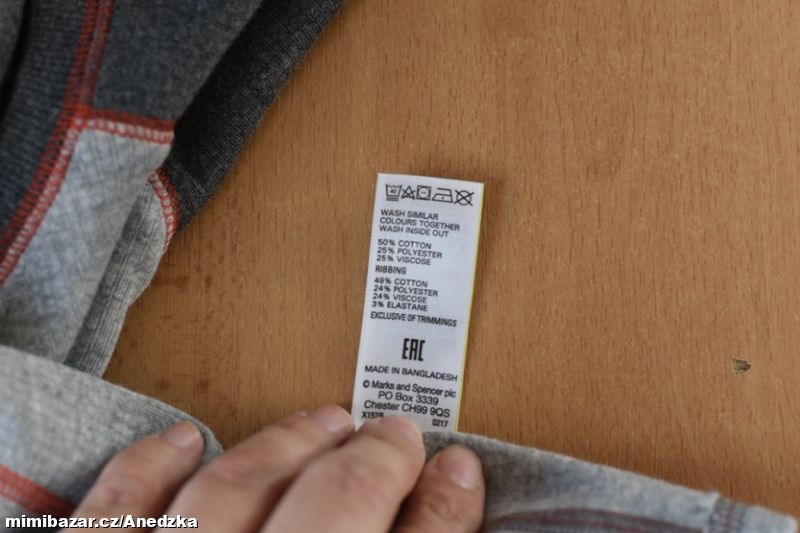 40
WASH SIMILAR
COLOURS TOGETHER
WASH INSIDE OUT
50% COTTON
25% POLYESTER
25% VISCOSE
RIBBING
49% COTTON
24% POLYESTER
24% VISCOSE
3% ELASTANE
EXCLUSIVE OF TRIMMINGS
EAC
MADE IN BANGLADESH
© Marks and Spencer plc
PO Box 3339
Chester CH99 9QS
0217
mimibazar.cz/Anedzka